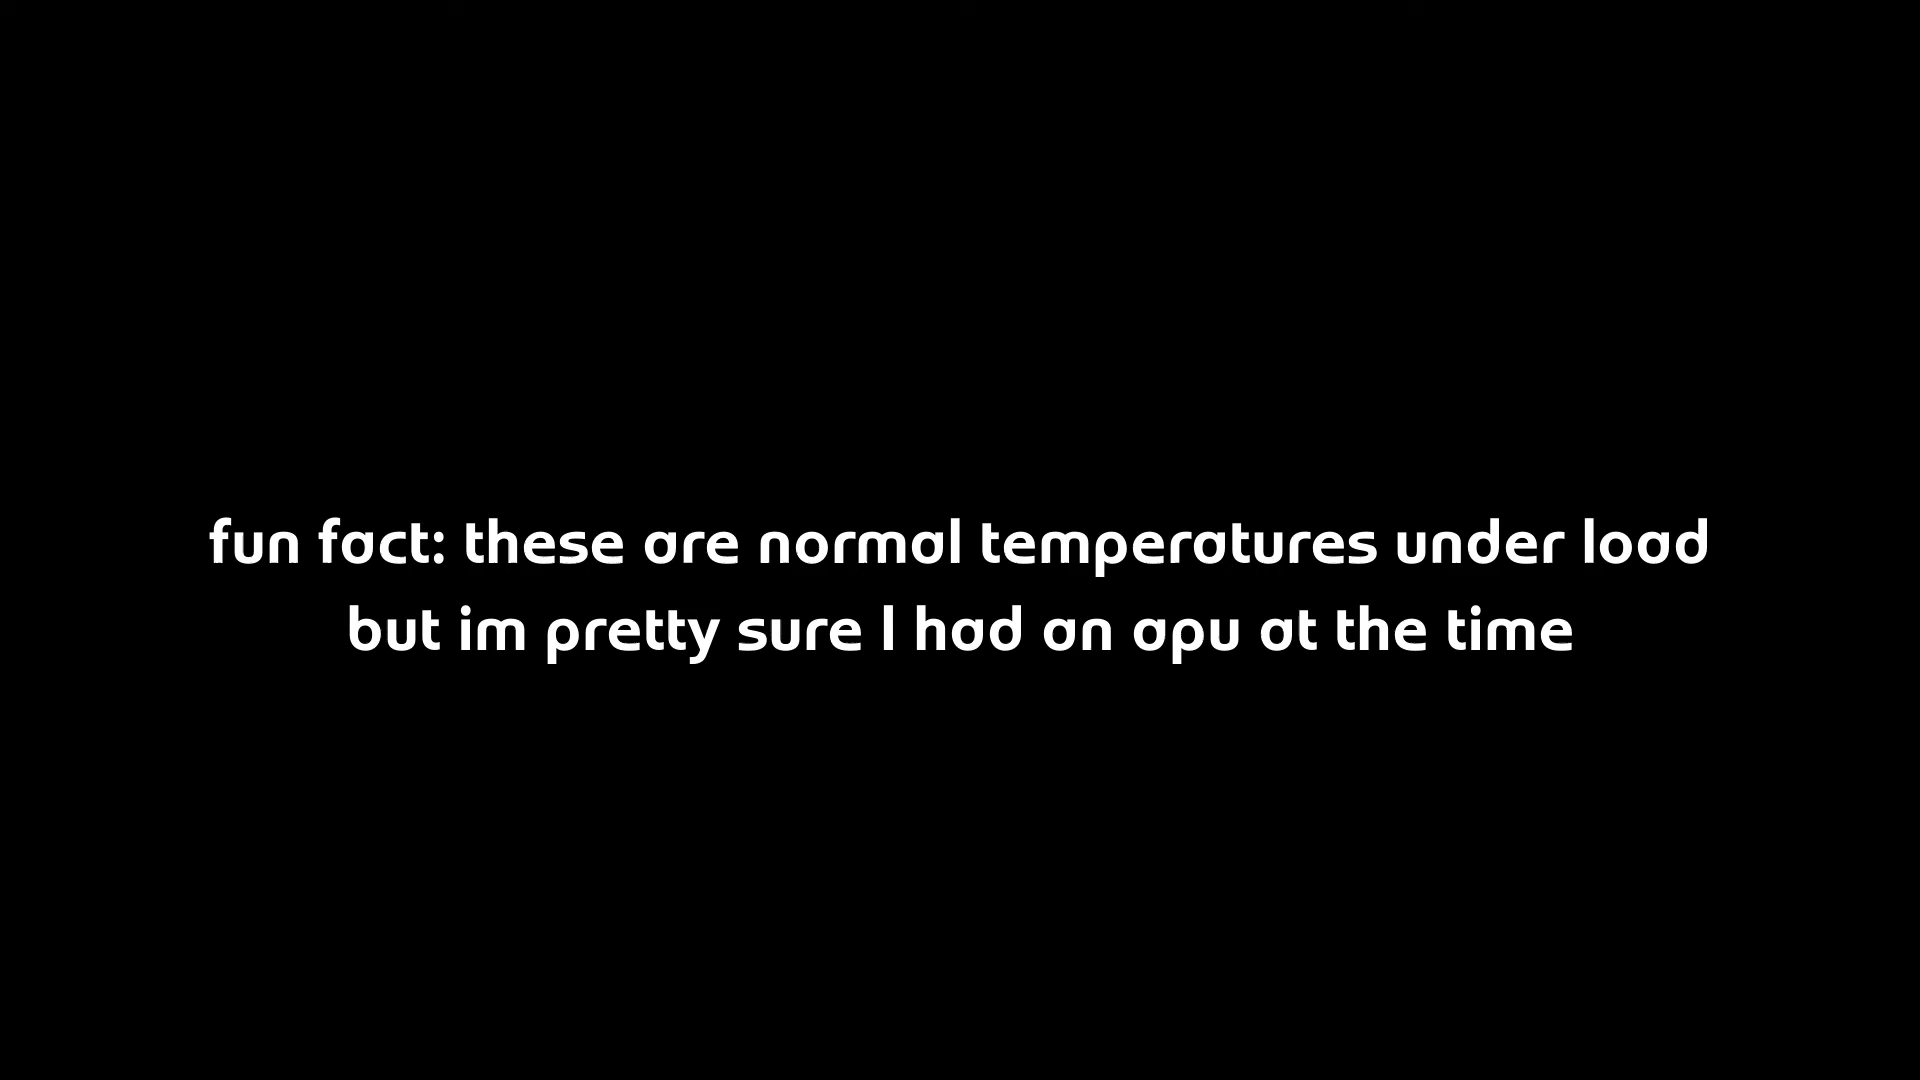 fun fact: these are normal temperatures under load
but im pretty sure I had an apu at the time